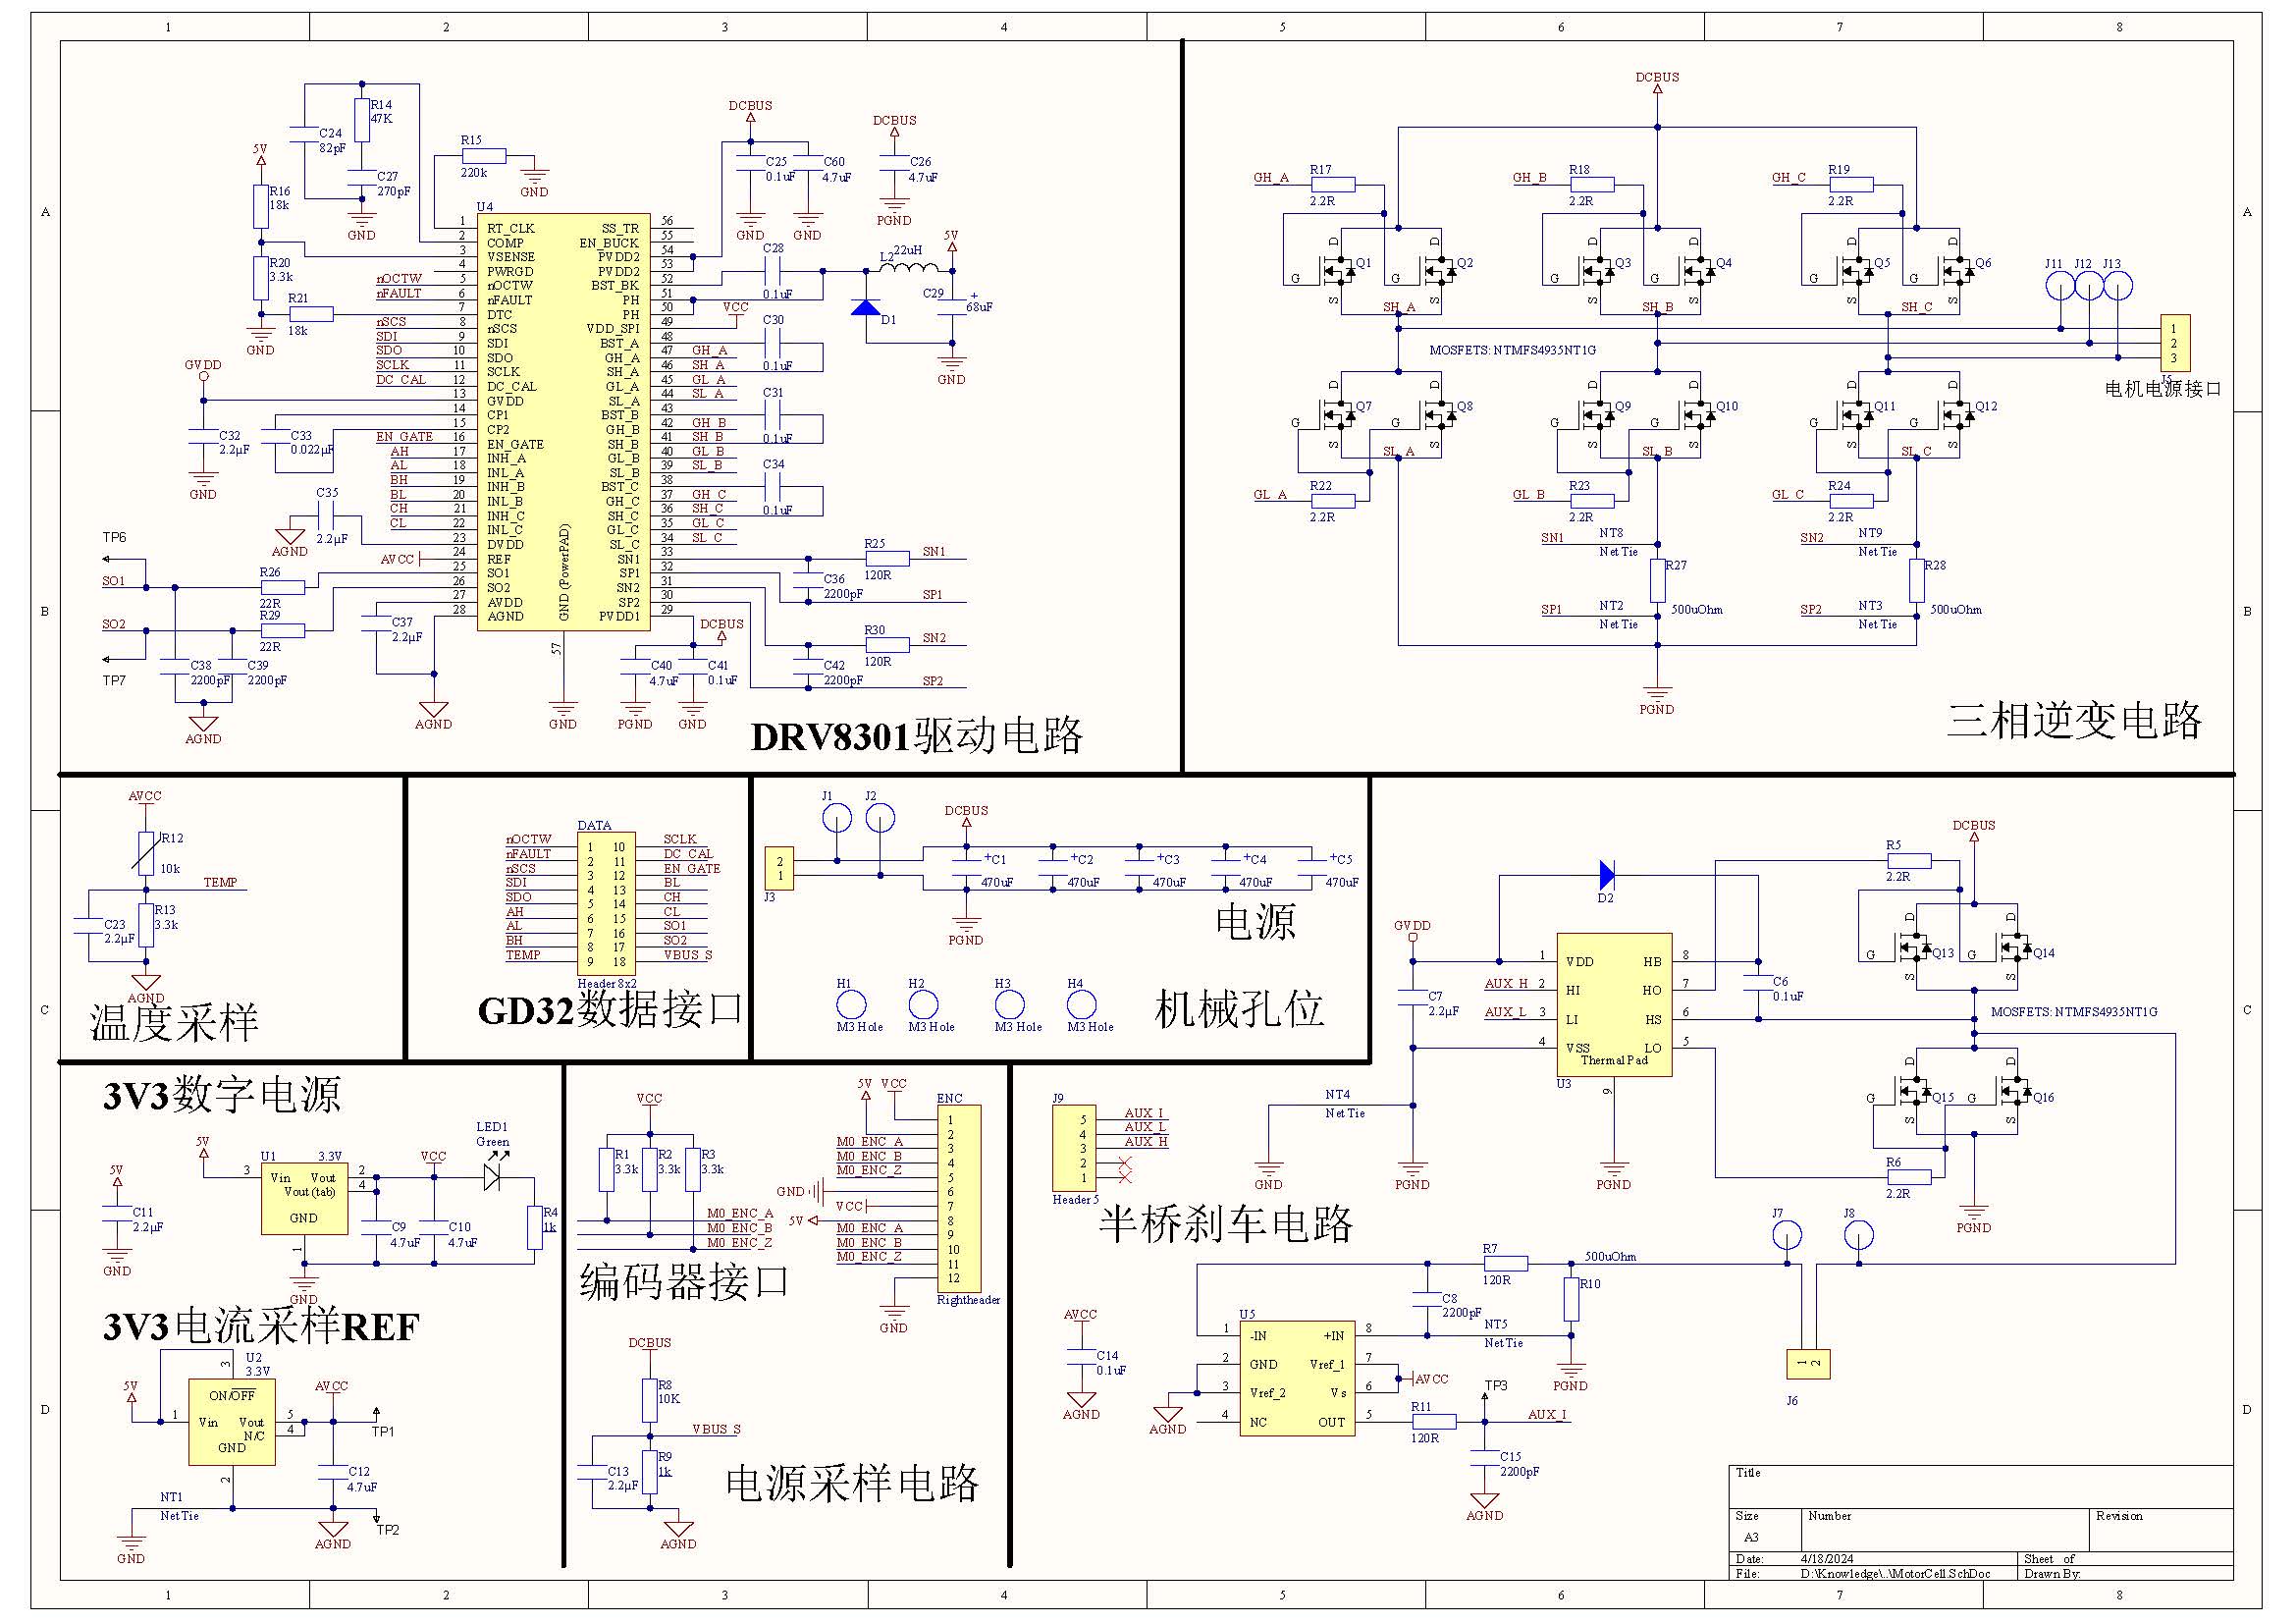 1 2 3 4 5 6 7 8
A
B
C
D
A
B
C
D
R14
47K
C24
82pF
C27
270pF
GND
5V
R16
18k
R20
3.3k
R21
18k
GND
R15
220k
GND
DCBUS
C25
0.1uF
C60
4.7uF
GND
GND
DCBUS
C26
4.7uF
PGND
U4
1 RT_CLK
2 COMP
3 VSENSE
4 PWRGD
nOCTW 5 nOCTW
nFAULT 6 nFAULT
7 DTC
nSCS 8 nSCS
SDI 9 SDI
SDO 10 SDO
SCLK 11 SCLK
DC_CAL 12 DC_CAL
13 GVDD
14 CP1
15 CP2
EN_GATE 16 EN_GATE
AH 17 INH_A
AL 18 INL_A
BH 19 INH_B
BL 20 INL_B
CH 21 INH_C
CL 22 INL_C
23 DVDD
AVCC 24 REF
25 SO1
26 SO2
27 AVDD
28 AGND
GND (PowerPAD)
57
SS_TR 56
EN_BUCK 55
PVDD2 54
PVDD2 53
BST_BK 52
PH 51
PH 50
VDD_SPI 49
BST_A 48
GH_A 47 GH_A
SH_A 46 SH_A
GL_A 45 GL_A
SL_A 44 SL_A
BST_B 43
GH_B 42 GH_B
SH_B 41 SH_B
GL_B 40 GL_B
SL_B 39 SL_B
BST_C 38
GH_C 37 GH_C
SH_C 36 SH_C
GL_C 35 GL_C
SL_C 34 SL_C
SN1 33
SP1 32
SN2 31
SP2 30
PVDD1 29
C28
0.1uF
L2 22uH
5V
C29
+
68uF
D1
GND
VCC
C30
0.1uF
C31
0.1uF
C34
0.1uF
GVDD
C32
2.2µF
GND
C33
0.022µF
C35
2.2µF
AGND
TP6
SO1
R26
22R
SO2
R29
22R
TP7
C38
2200pF
C39
2200pF
AGND
C37
2.2µF
AGND
GND
R25
120R
SN1
C36
2200pF
SP1
R30
120R
SN2
C42
2200pF
SP2
DCBUS
C40
4.7uF
C41
0.1uF
PGND
GND
DRV8301驱动电路
DCBUS
GH_A
R17
2.2R
GH_B
R18
2.2R
GH_C
R19
2.2R
G D S Q1
G D S Q2
G D S Q3
G D S Q4
G D S Q5
G D S Q6
SH_A
SH_B
SH_C
MOSFETS: NTMFS4935NT1G
J11
J12
J13
1
2
3
J5
电机电源接口
G D S Q7
G D S Q8
G D S Q9
G D S Q10
G D S Q11
G D S Q12
SL_A
SL_B
SL_C
GL_A
R22
2.2R
GL_B
R23
2.2R
GL_C
R24
2.2R
SN1
NT8
Net Tie
SN2
NT9
Net Tie
R27
500uOhm
R28
500uOhm
SP1
NT2
Net Tie
SP2
NT3
Net Tie
PGND
三相逆变电路
AVCC
R12
10k
TEMP
R13
3.3k
C23
2.2µF
AGND
温度采样
DATA
nOCTW 1 10 SCLK
nFAULT 2 11 DC_CAL
nSCS 3 12 EN_GATE
SDI 4 13 BL
SDO 5 14 CH
AH 6 15 CL
AL 7 16 SO1
BH 8 17 SO2
TEMP 9 18 VBUS_S
Header 8x2
GD32数据接口
J1
J2
2
1
J3
DCBUS
+C1
470uF
+C2
470uF
+C3
470uF
+C4
470uF
+C5
470uF
PGND
电源
H1
M3 Hole
H2
M3 Hole
H3
M3 Hole
H4
M3 Hole
机械孔位
D2
GVDD
C7
2.2µF
AUX_H
AUX_L
1 VDD
2 HI
3 LI
4 VSS
HB 8
HO 7
HS 6
LO 5
Thermal Pad
U3
9
C6
0.1uF
R5
2.2R
DCBUS
G D S Q13
G D S Q14
MOSFETS: NTMFS4935NT1G
G D S Q15
G D S Q16
R6
2.2R
PGND
NT4
Net Tie
GND
PGND
PGND
J9
5 AUX_I
4 AUX_L
3 AUX_H
2
1
Header 5
半桥刹车电路
3V3数字电源
5V
C11
2.2µF
GND
5V
U1
3.3V
3 Vin
Vout 2
Vout (tab) 4
GND
1
GND
C9
4.7uF
VCC
C10
4.7uF
LED1
Green
R4
1k
3V3电流采样REF
5V
U2
3.3V
3
ON/OFF
1 Vin
Vout 5
N/C 4
GND
2
AVCC
TP1
C12
4.7uF
NT1
Net Tie
TP2
GND
AGND
VCC
R1
3.3k
R2
3.3k
R3
3.3k
M0_ENC_A
M0_ENC_B
M0_ENC_Z
编码器接口
5V
VCC
ENC
1
2
M0_ENC_A 3
M0_ENC_B 4
M0_ENC_Z 5
GND 6
VCC 7
5V 8
M0_ENC_A 9
M0_ENC_B 10
M0_ENC_Z 11
12
Rightheader
GND
DCBUS
R8
10K
VBUS_S
R9
1k
C13
2.2µF
AGND
电源采样电路
AVCC
C14
0.1uF
AGND
U5
1 -IN
2 GND
3 Vref_2
4 NC
+IN 8
Vref_1 7
Vs 6
OUT 5
AGND
C8
2200pF
R7
120R
500uOhm
R10
NT5
Net Tie
PGND
AVCC
R11
120R
TP3
AUX_I
C15
2200pF
AGND
J7
J8
1
2
J6
Title
Size
A3
Number
Revision
Date: 4/18/2024
Sheet of
File: D:\Knowledge\..\MotorCell.SchDoc
Drawn By:
1 2 3 4 5 6 7 8